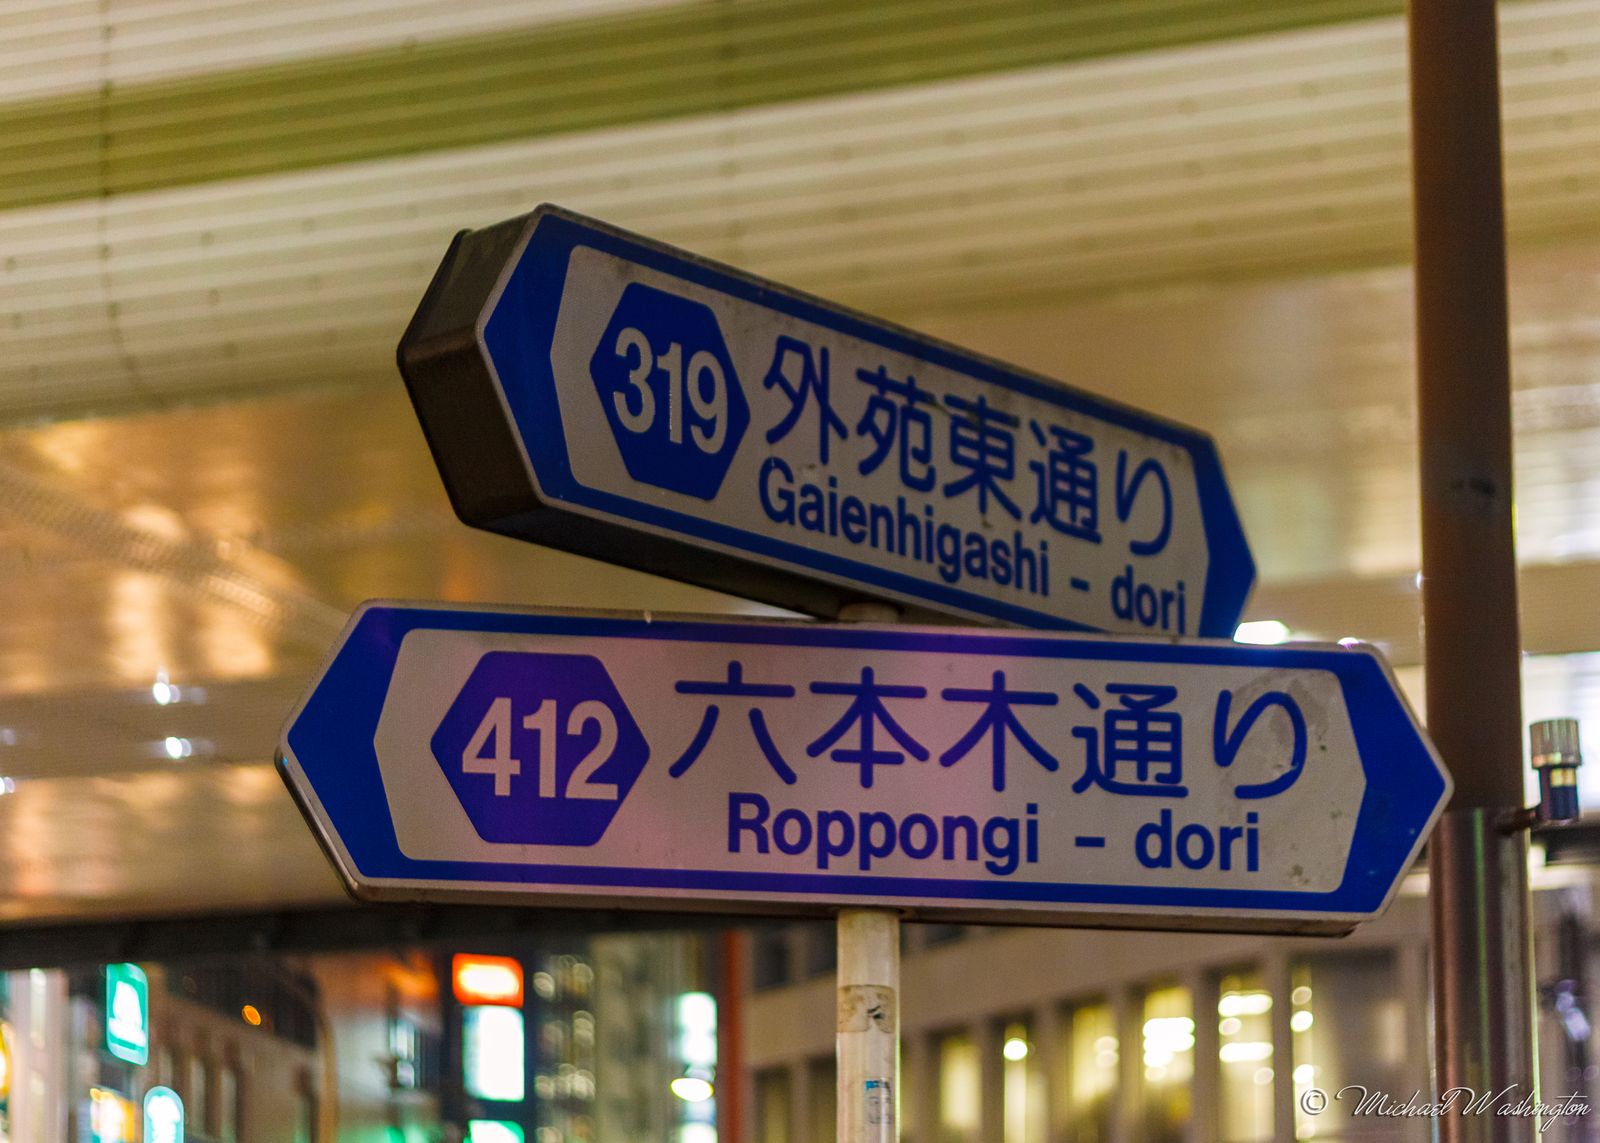 319
外苑東通り
Gaienhigashi - dori
412
六本木通り
Roppongi - dori
© Michael Washington